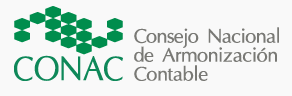 CONAC
Consejo Nacional
de Armonización
Contable